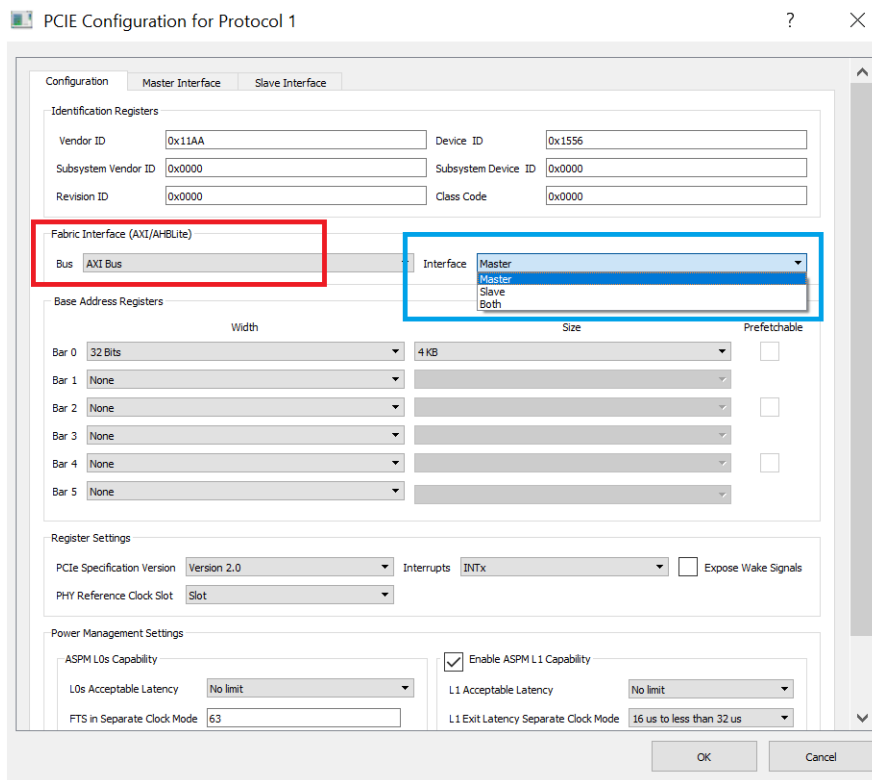 PCIE Configuration for Protocol 1 ?
Configuration Master Interface Slave Interface
Identification Registers
Vendor ID 0x11AA Device ID 0x1556
Subsystem Vendor ID 0x0000 Subsystem Device ID 0x0000
Revision ID 0x0000 Class Code 0x0000
Fabric Interface (AXI/AHBLite)
Bus AXI Bus Interface Master
Master
Slave
Both
Base Address Registers
Width Size Prefetchable
Bar 0 32 Bits 4 KB
Bar 1 None
Bar 2 None
Bar 3 None
Bar 4 None
Bar 5 None
Register Settings
PCIe Specification Version Version 2.0 Interrupts INTx Expose Wake Signals
PHY Reference Clock Slot Slot
Power Management Settings
ASPM L0s Capability Enable ASPM L1 Capability
L0s Acceptable Latency No limit L1 Acceptable Latency No limit
FTS in Separate Clock Mode 63 L1 Exit Latency Separate Clock Mode 16 us to less than 32 us
OK Cancel